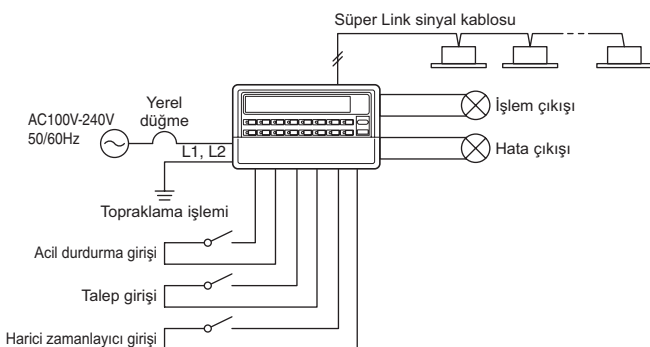 Süper Link sinyal kablosu
AC100V-240V
50/60Hz
Yerel
düğme
L1, L2
İşlem çıkışı
Hata çıkışı
Topraklama işlemi
Acil durdurma girişi
Talep girişi
Harici zamanlayıcı girişi